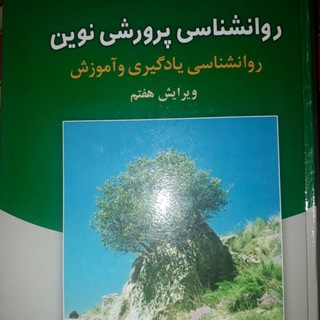 روانشناسی پرورشی نوین
روانشناسی یادگیری و آموزش
ویرایش هفتم